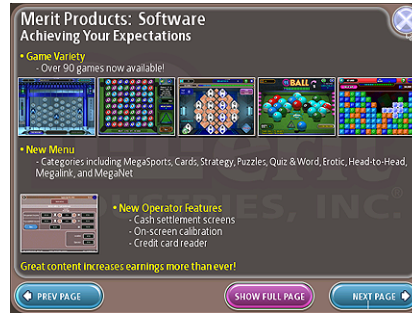 Merit Products: Software
Achieving Your Expectations
• Game Variety
- Over 90 games now available!
BALL
• New Menu
- Categories including MegaSports, Cards, Strategy, Puzzles, Quiz & Word, Erotic, Head-to-Head,
Megalink, and MegaNet
• New Operator Features
- Cash settlement screens
- On-screen calibration
- Credit card reader
INDUSTRIES, INC.
Great content increases earnings more than ever!
PREV PAGE
SHOW FULL PAGE
NEXT PAGE